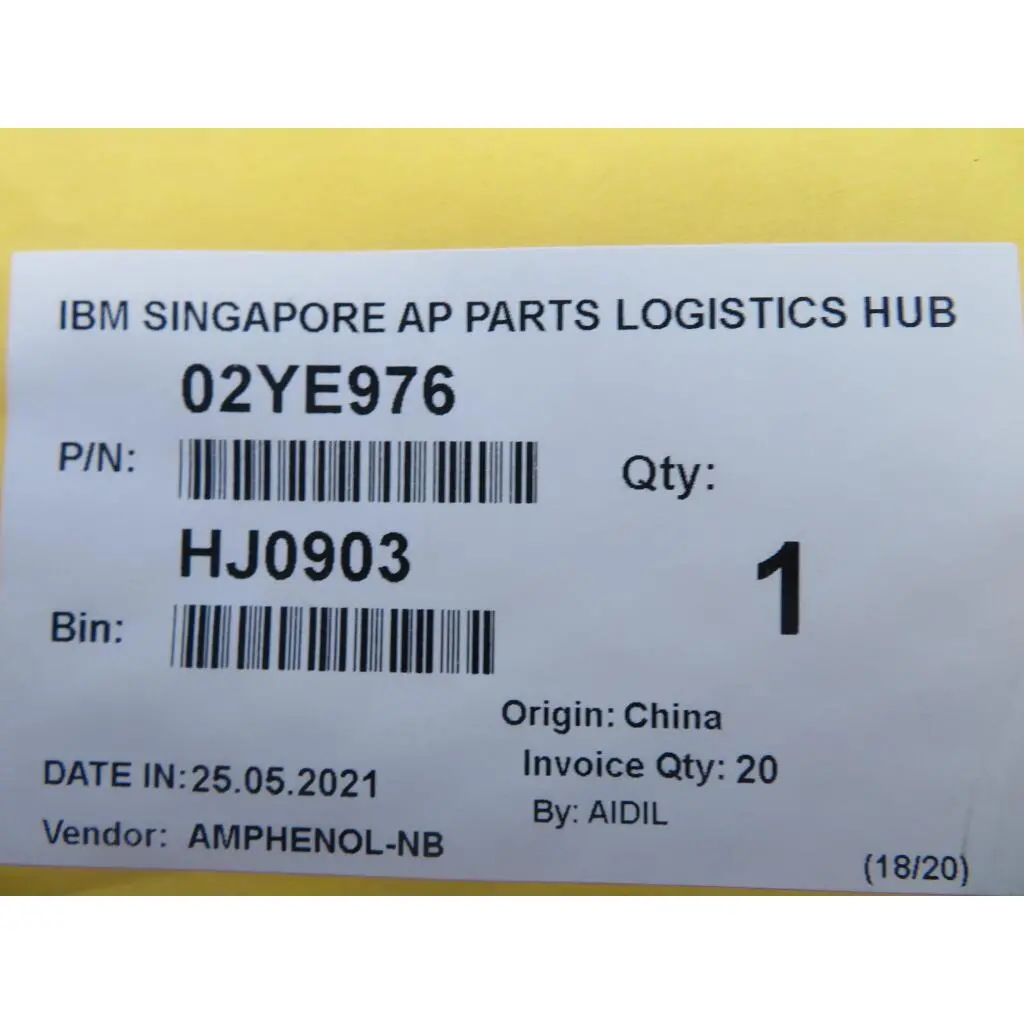 IBM SINGAPORE AP PARTS LOGISTICS HUB
02YE976
P/N:
Qty:
HJ0903
1
Bin:
Origin: China
Invoice Qty: 20
DATE IN: 25.05.2021
By: AIDIL
Vendor: AMPHENOL-NB
(18/20)